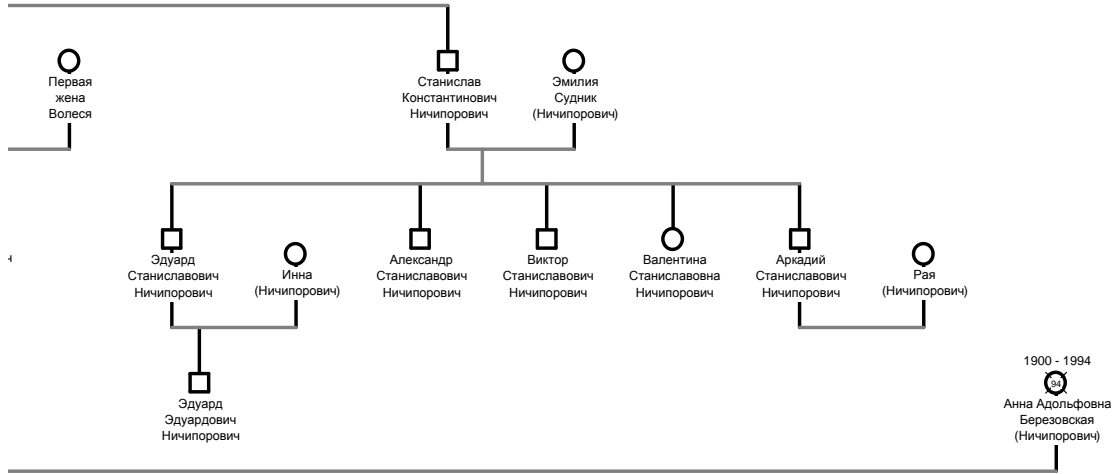 Первая
жена
Волеся
Станислав
Константинович
Ничипорович
Эмилия
Судник
(Ничипорович)
Эдуард
Станиславович
Ничипорович
Инна
(Ничипорович)
Александр
Станиславович
Ничипорович
Виктор
Станиславович
Ничипорович
Валентина
Станиславовна
Ничипорович
Аркадий
Станиславович
Ничипорович
Рая
(Ничипорович)
Эдуард
Эдуардович
Ничипорович
1900 - 1994
94
Анна Адольфовна
Березовская
(Ничипорович)